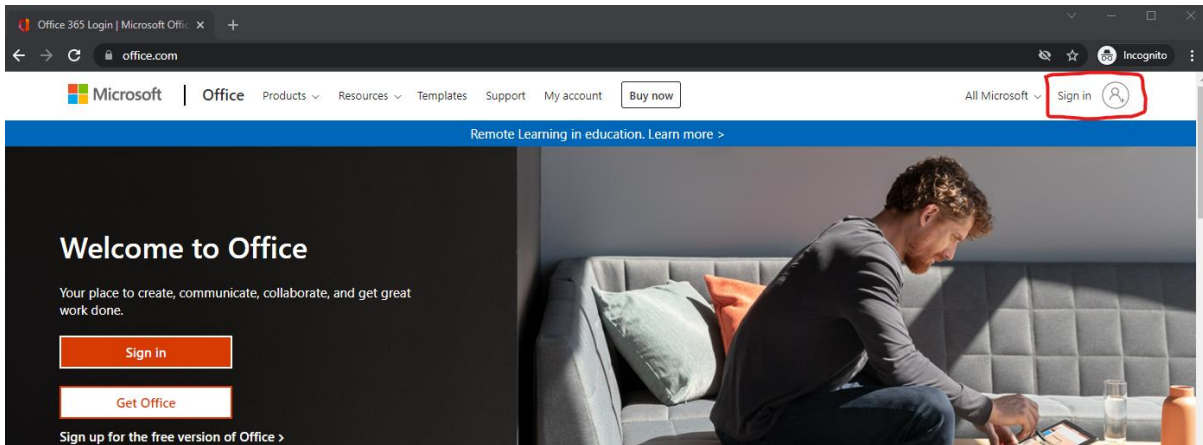 Office 365 Login | Microsoft Offic
office.com
Incognito
Microsoft Office Products Resources Templates Support My account Buy now All Microsoft Sign in
Remote Learning in education. Learn more >
Welcome to Office
Your place to create, communicate, collaborate, and get great
work done.
Sign in
Get Office
Sign up for the free version of Office >